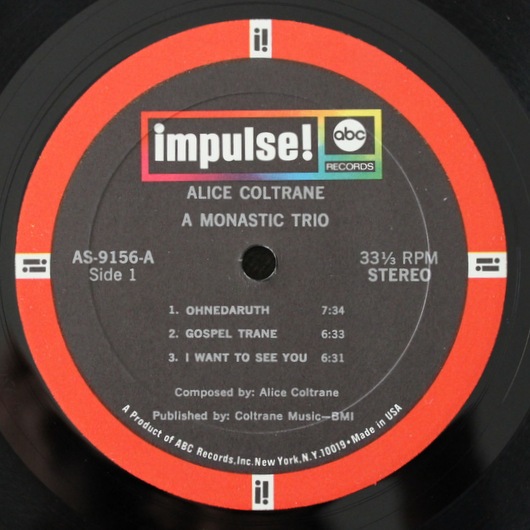 i!
impulse! abc
RECORDS
ALICE COLTRANE
A MONASTIC TRIO
AS-9156-A 33⅓ RPM
Side 1 STEREO
i! i!
1. OHNEDARUTH 7:34
2. GOSPEL TRANE 6:33
3. I WANT TO SEE YOU 6:31
Composed by: Alice Coltrane
Published by: Coltrane Music—BMI
A Product of ABC Records, Inc. New York, N.Y. 10019 • Made in USA
i!